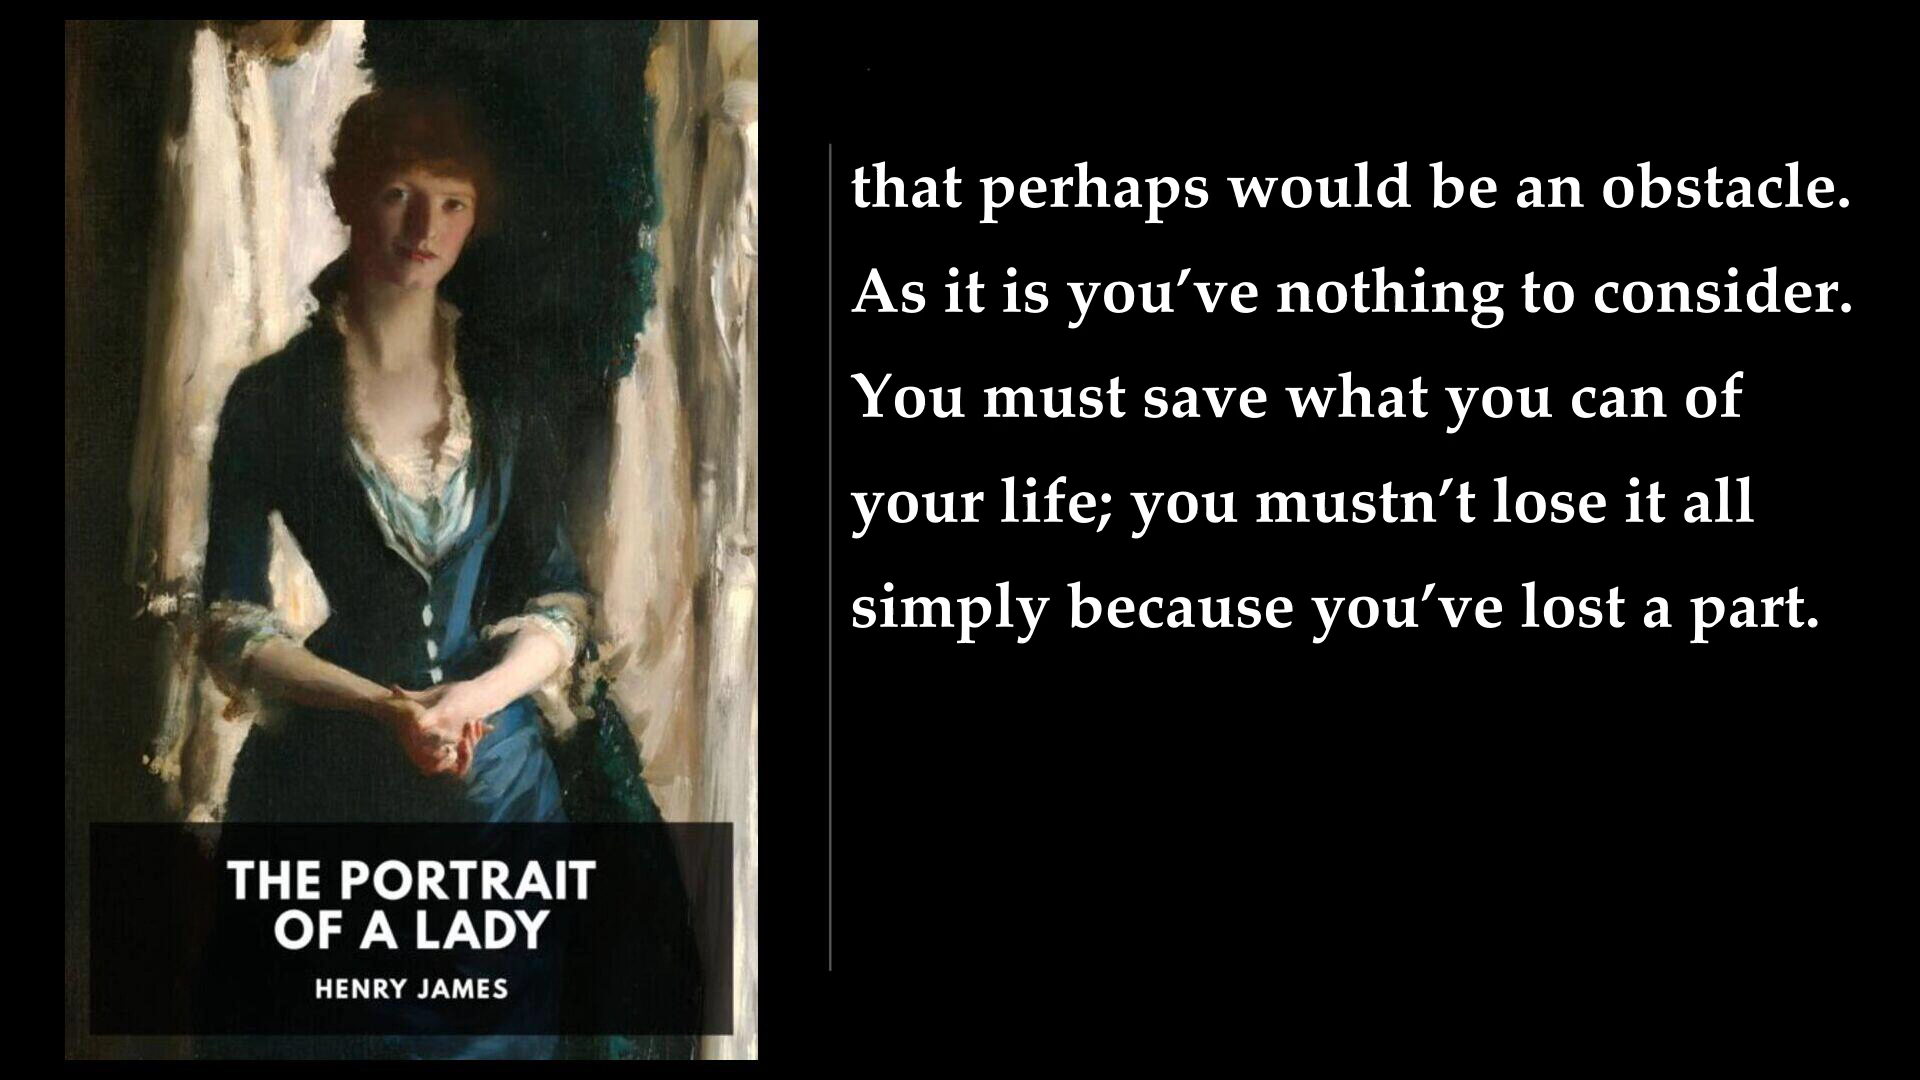 that perhaps would be an obstacle.
As it is you’ve nothing to consider.
You must save what you can of
your life; you mustn’t lose it all
simply because you’ve lost a part.
THE PORTRAIT
OF A LADY
HENRY JAMES